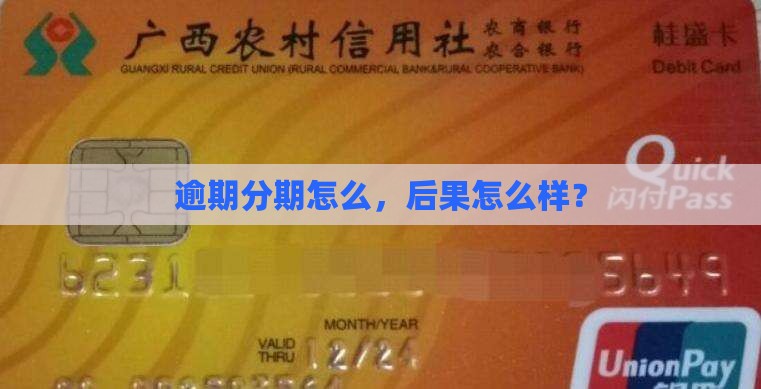 广西农村信用社 农商银行
农合银行
桂盛卡
GUANGXI RURAL CREDIT UNION (RURAL COMMERCIAL BANK&RURAL COOPERATIVE BANK)
Debit Card
Quick
闪付Pass
逾期分期怎么，后果怎么样？
6231 5649
MONTH/YEAR
VALID
THRU 12/24
UnionPay